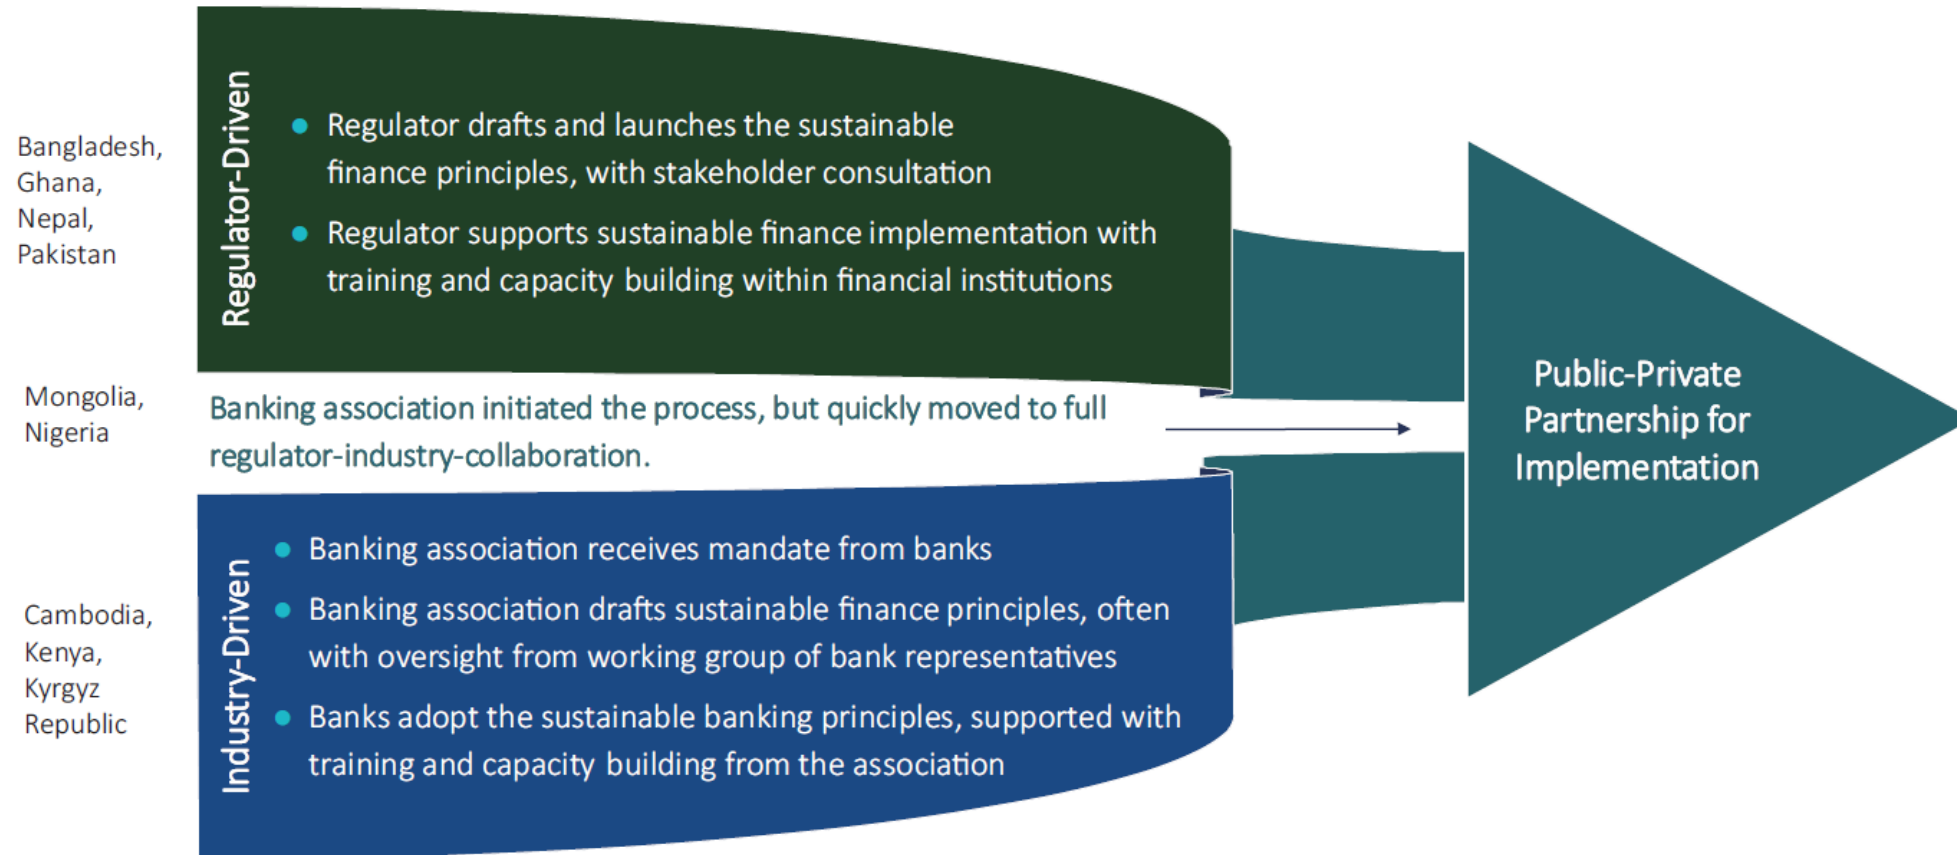 Bangladesh,
Ghana,
Nepal,
Pakistan
Regulator-Driven
● Regulator drafts and launches the sustainable
finance principles, with stakeholder consultation
● Regulator supports sustainable finance implementation with
training and capacity building within financial institutions
Mongolia,
Nigeria
Banking association initiated the process, but quickly moved to full
regulator-industry-collaboration.
Cambodia,
Kenya,
Kyrgyz
Republic
Industry-Driven
● Banking association receives mandate from banks
● Banking association drafts sustainable finance principles, often
with oversight from working group of bank representatives
● Banks adopt the sustainable banking principles, supported with
training and capacity building from the association
Public-Private
Partnership for
Implementation